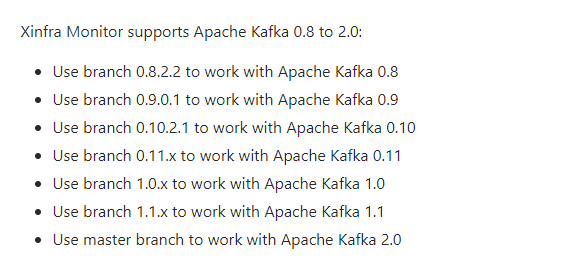 Xinfra Monitor supports Apache Kafka 0.8 to 2.0:
• Use branch 0.8.2.2 to work with Apache Kafka 0.8
• Use branch 0.9.0.1 to work with Apache Kafka 0.9
• Use branch 0.10.2.1 to work with Apache Kafka 0.10
• Use branch 0.11.x to work with Apache Kafka 0.11
• Use branch 1.0.x to work with Apache Kafka 1.0
• Use branch 1.1.x to work with Apache Kafka 1.1
• Use master branch to work with Apache Kafka 2.0